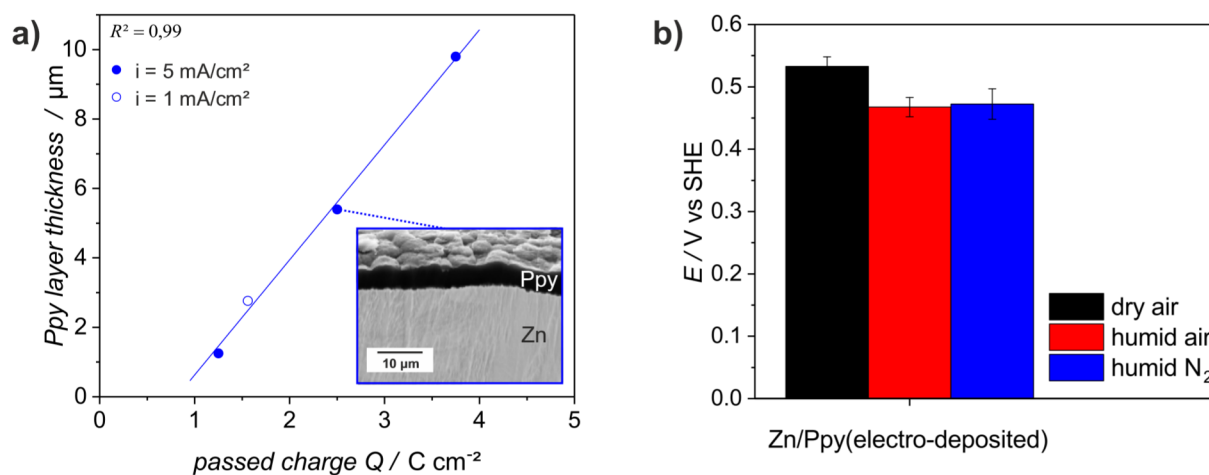 a)
R² = 0,99
i = 5 mA/cm²
i = 1 mA/cm²
Ppy layer thickness / µm
10
8
6
4
2
0
0 1 2 3 4 5
passed charge Q / C cm⁻²
Ppy
Zn
10 µm
b)
E / V vs SHE
0.6
0.5
0.4
0.3
0.2
0.1
0.0
dry air
humid air
humid N₂
Zn/Ppy(electro-deposited)